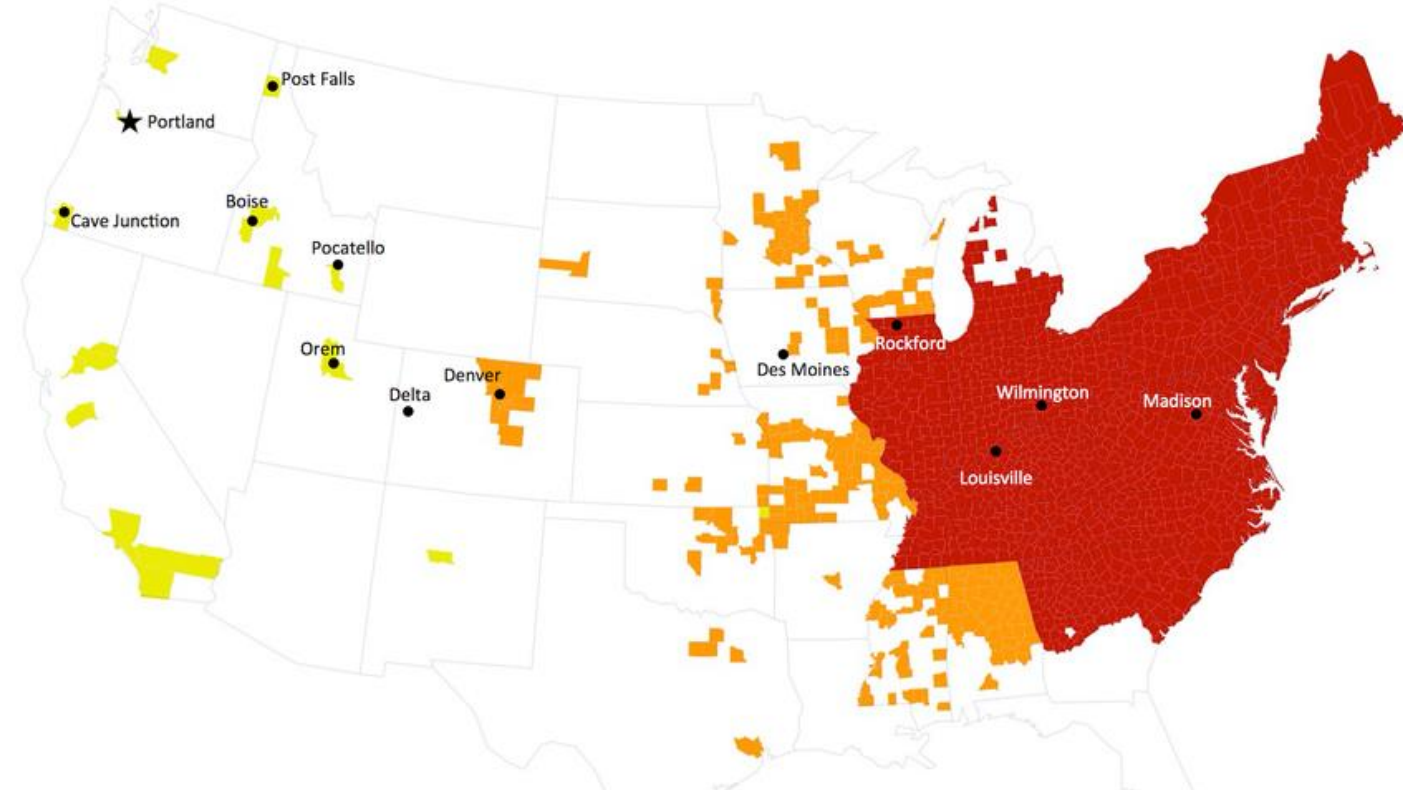 Post Falls
Portland
Boise
Cave Junction
Pocatello
Orem
Denver
Delta
Des Moines
Rockford
Wilmington
Madison
Louisville